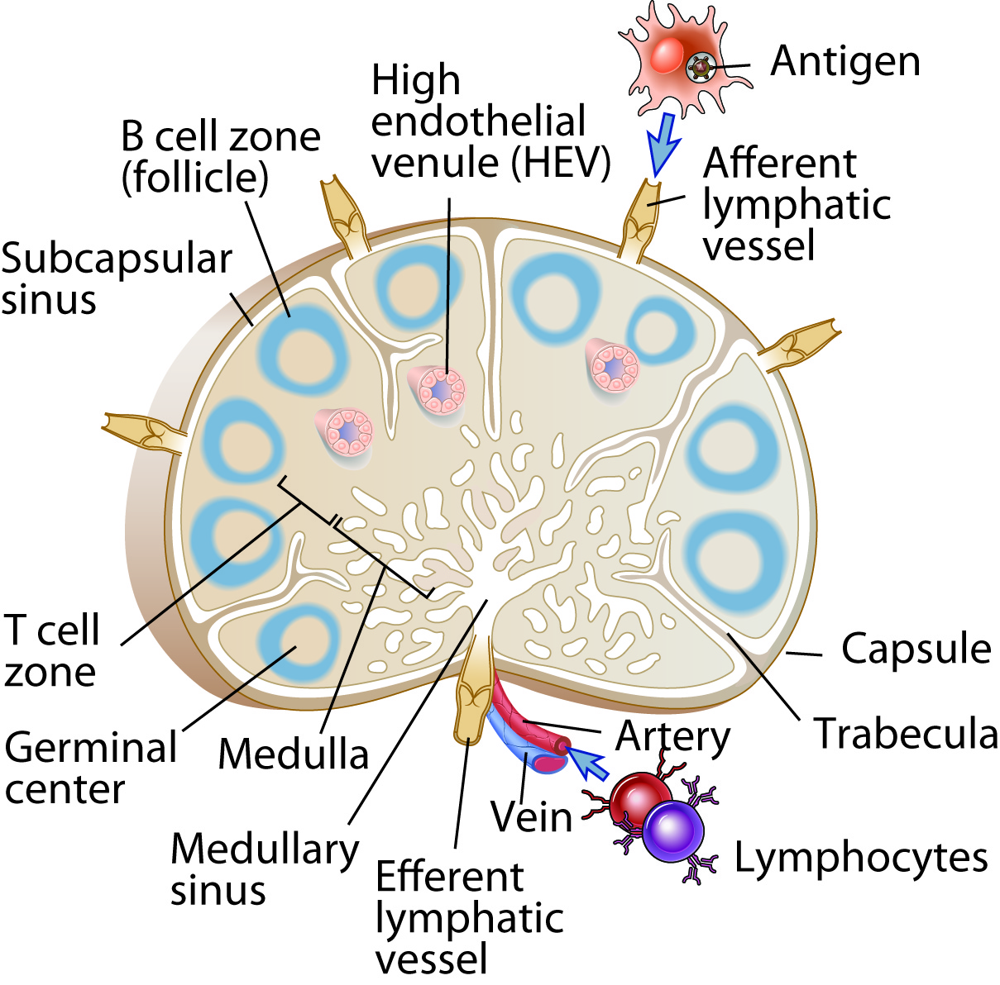 High
endothelial
venule (HEV)
Antigen
B cell zone
(follicle)
Afferent
lymphatic
vessel
Subcapsular
sinus
T cell
zone
Capsule
Germinal
center
Medulla
Artery
Trabecula
Vein
Medullary
sinus
Efferent
lymphatic
vessel
Lymphocytes